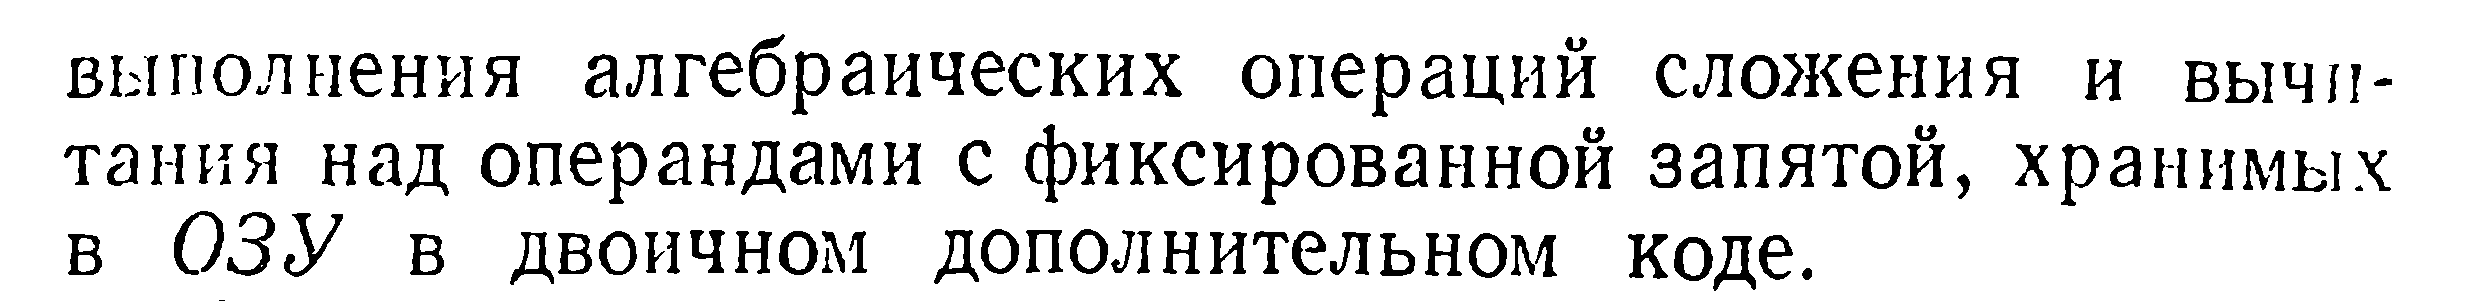 выполнения алгебраических операций сложения и вычи-
тания над операндами с фиксированной запятой, хранимых
в ОЗУ в двоичном дополнительном коде.